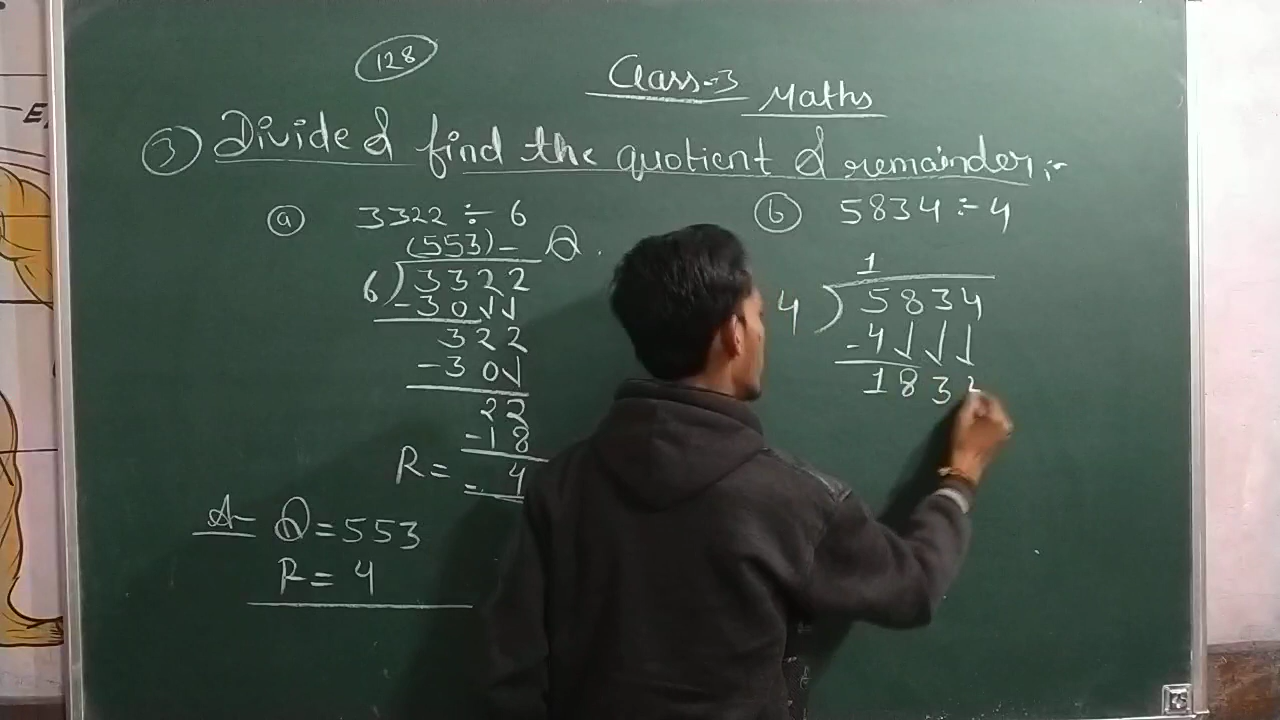 128
Class-3
Maths
3 Divide & find the quotient & remainder:-
a 3322 ÷ 6
(553) - Q.
6)3322
-30↓↓
322
-30↓
22
-18
R = 4
A- Q = 553
R = 4
b 5834 ÷ 4
1
4)5834
-4↓↓↓
183